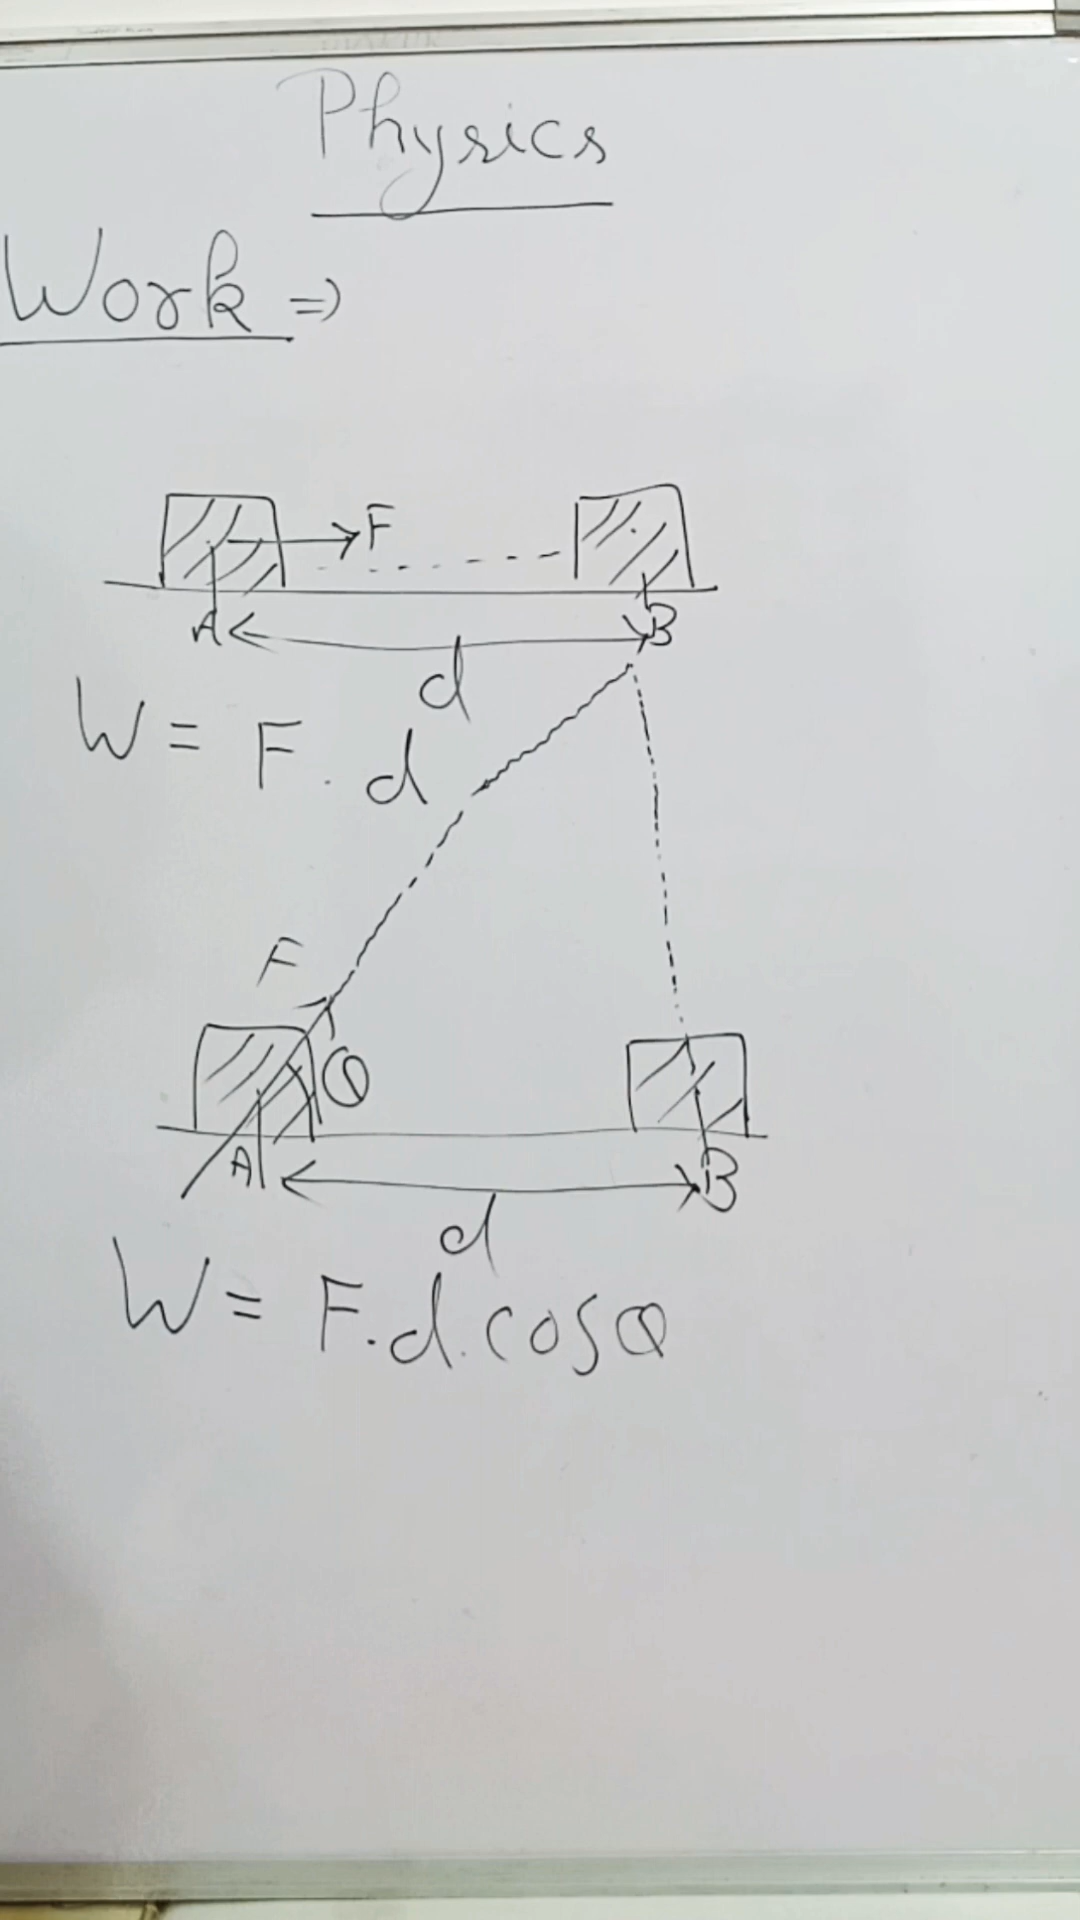 Physics
Work ⇒
F
A
B
d
W = F . d
F
θ
A
B
d
W = F.d.cosθ